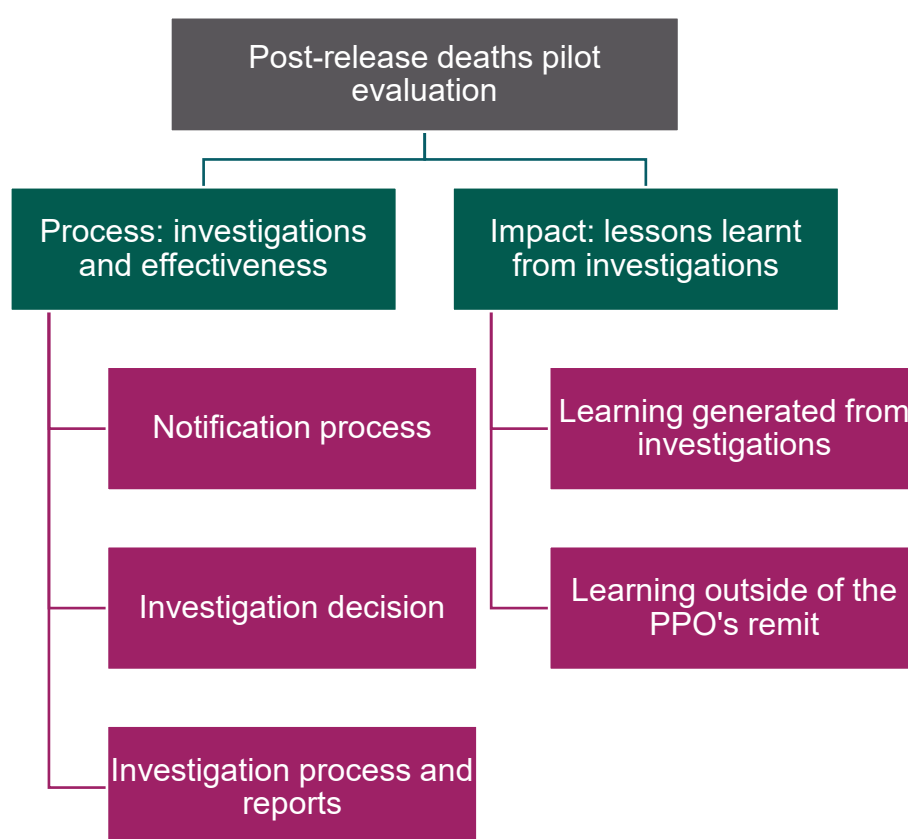 Post-release deaths pilot
evaluation
Process: investigations
and effectiveness
Impact: lessons learnt
from investigations
Notification process
Investigation decision
Investigation process and
reports
Learning generated from
investigations
Learning outside of the
PPO's remit